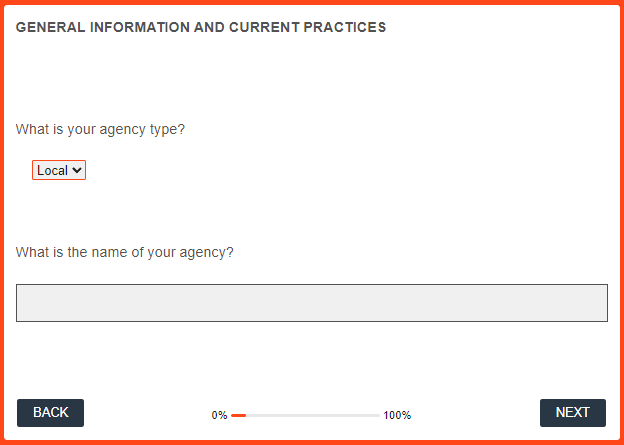 GENERAL INFORMATION AND CURRENT PRACTICES
What is your agency type?
Local
What is the name of your agency?
BACK
0% 100%
NEXT